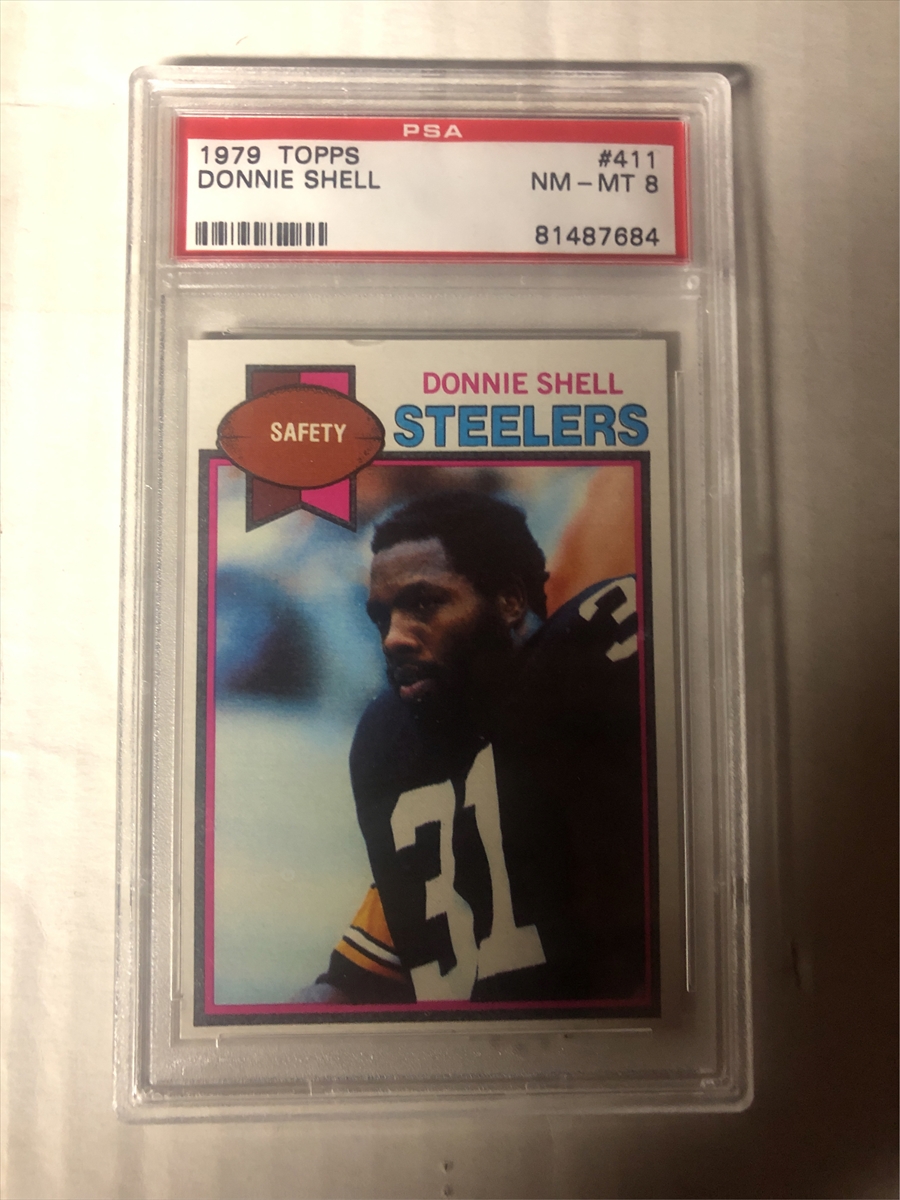 PSA
1979 TOPPS #411
DONNIE SHELL NM - MT 8
81487684
DONNIE SHELL
STEELERS
SAFETY
31
31